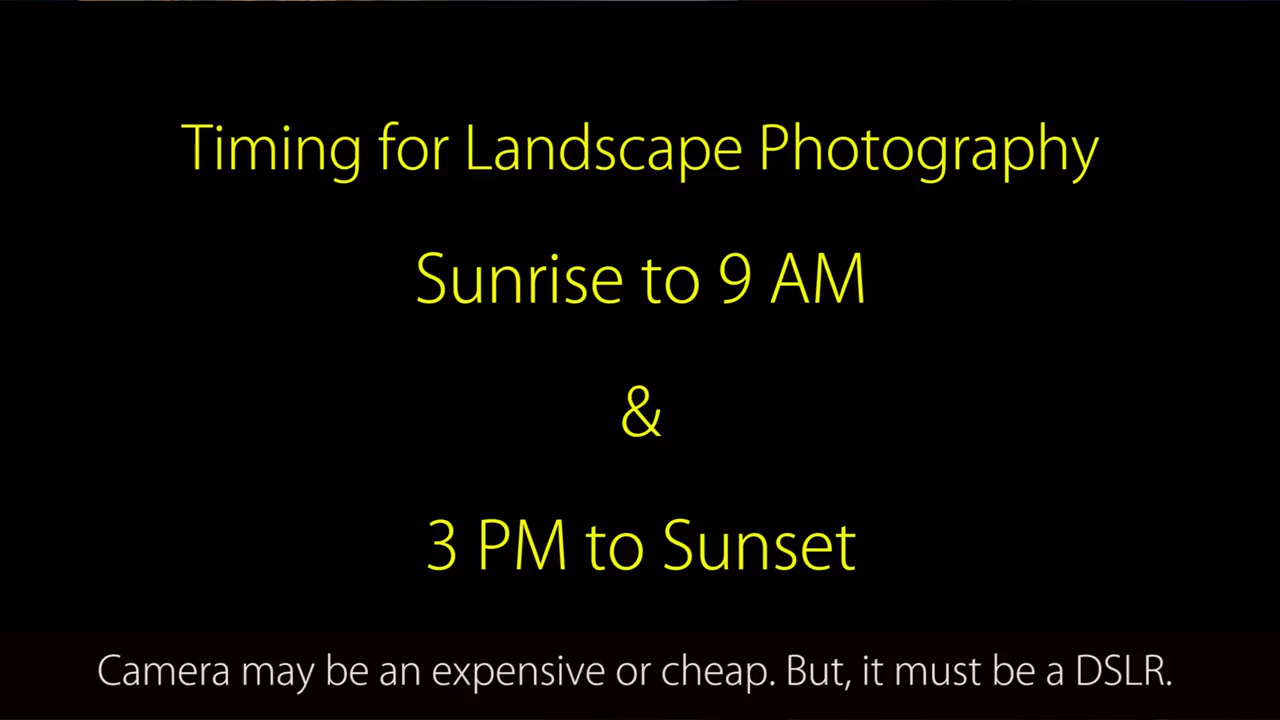 Timing for Landscape Photography
Sunrise to 9 AM
&
3 PM to Sunset
Camera may be an expensive or cheap. But, it must be a DSLR.